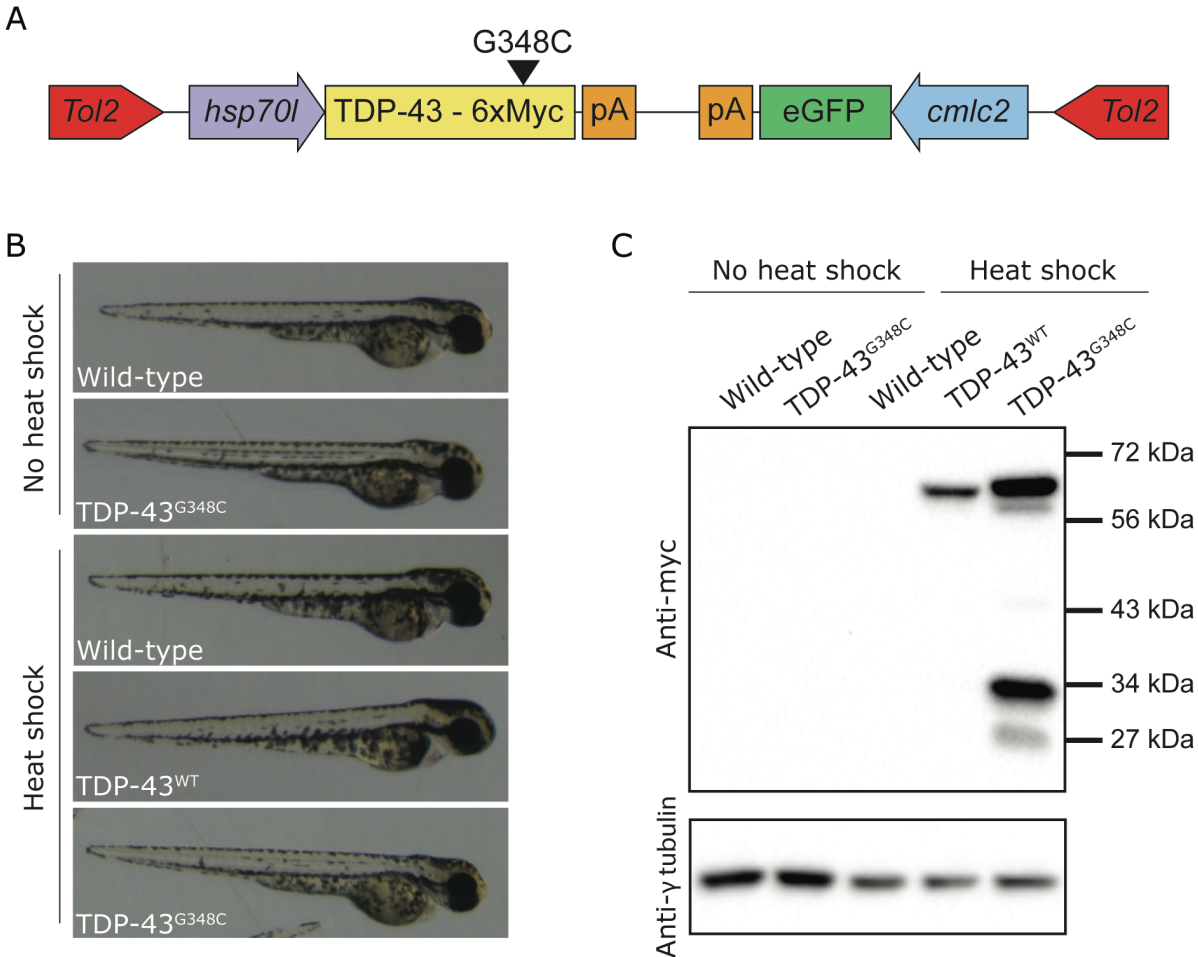 A
G348C
Tol2 hsp70l TDP-43 - 6xMyc pA pA eGFP cmlc2 Tol2
B
No heat shock
Wild-type
TDP-43G348C
Heat shock
Wild-type
TDP-43WT
TDP-43G348C
C
No heat shock Heat shock
Wild-type TDP-43G348C Wild-type TDP-43WT TDP-43G348C
Anti-myc
72 kDa
56 kDa
43 kDa
34 kDa
27 kDa
Anti-γ tubulin